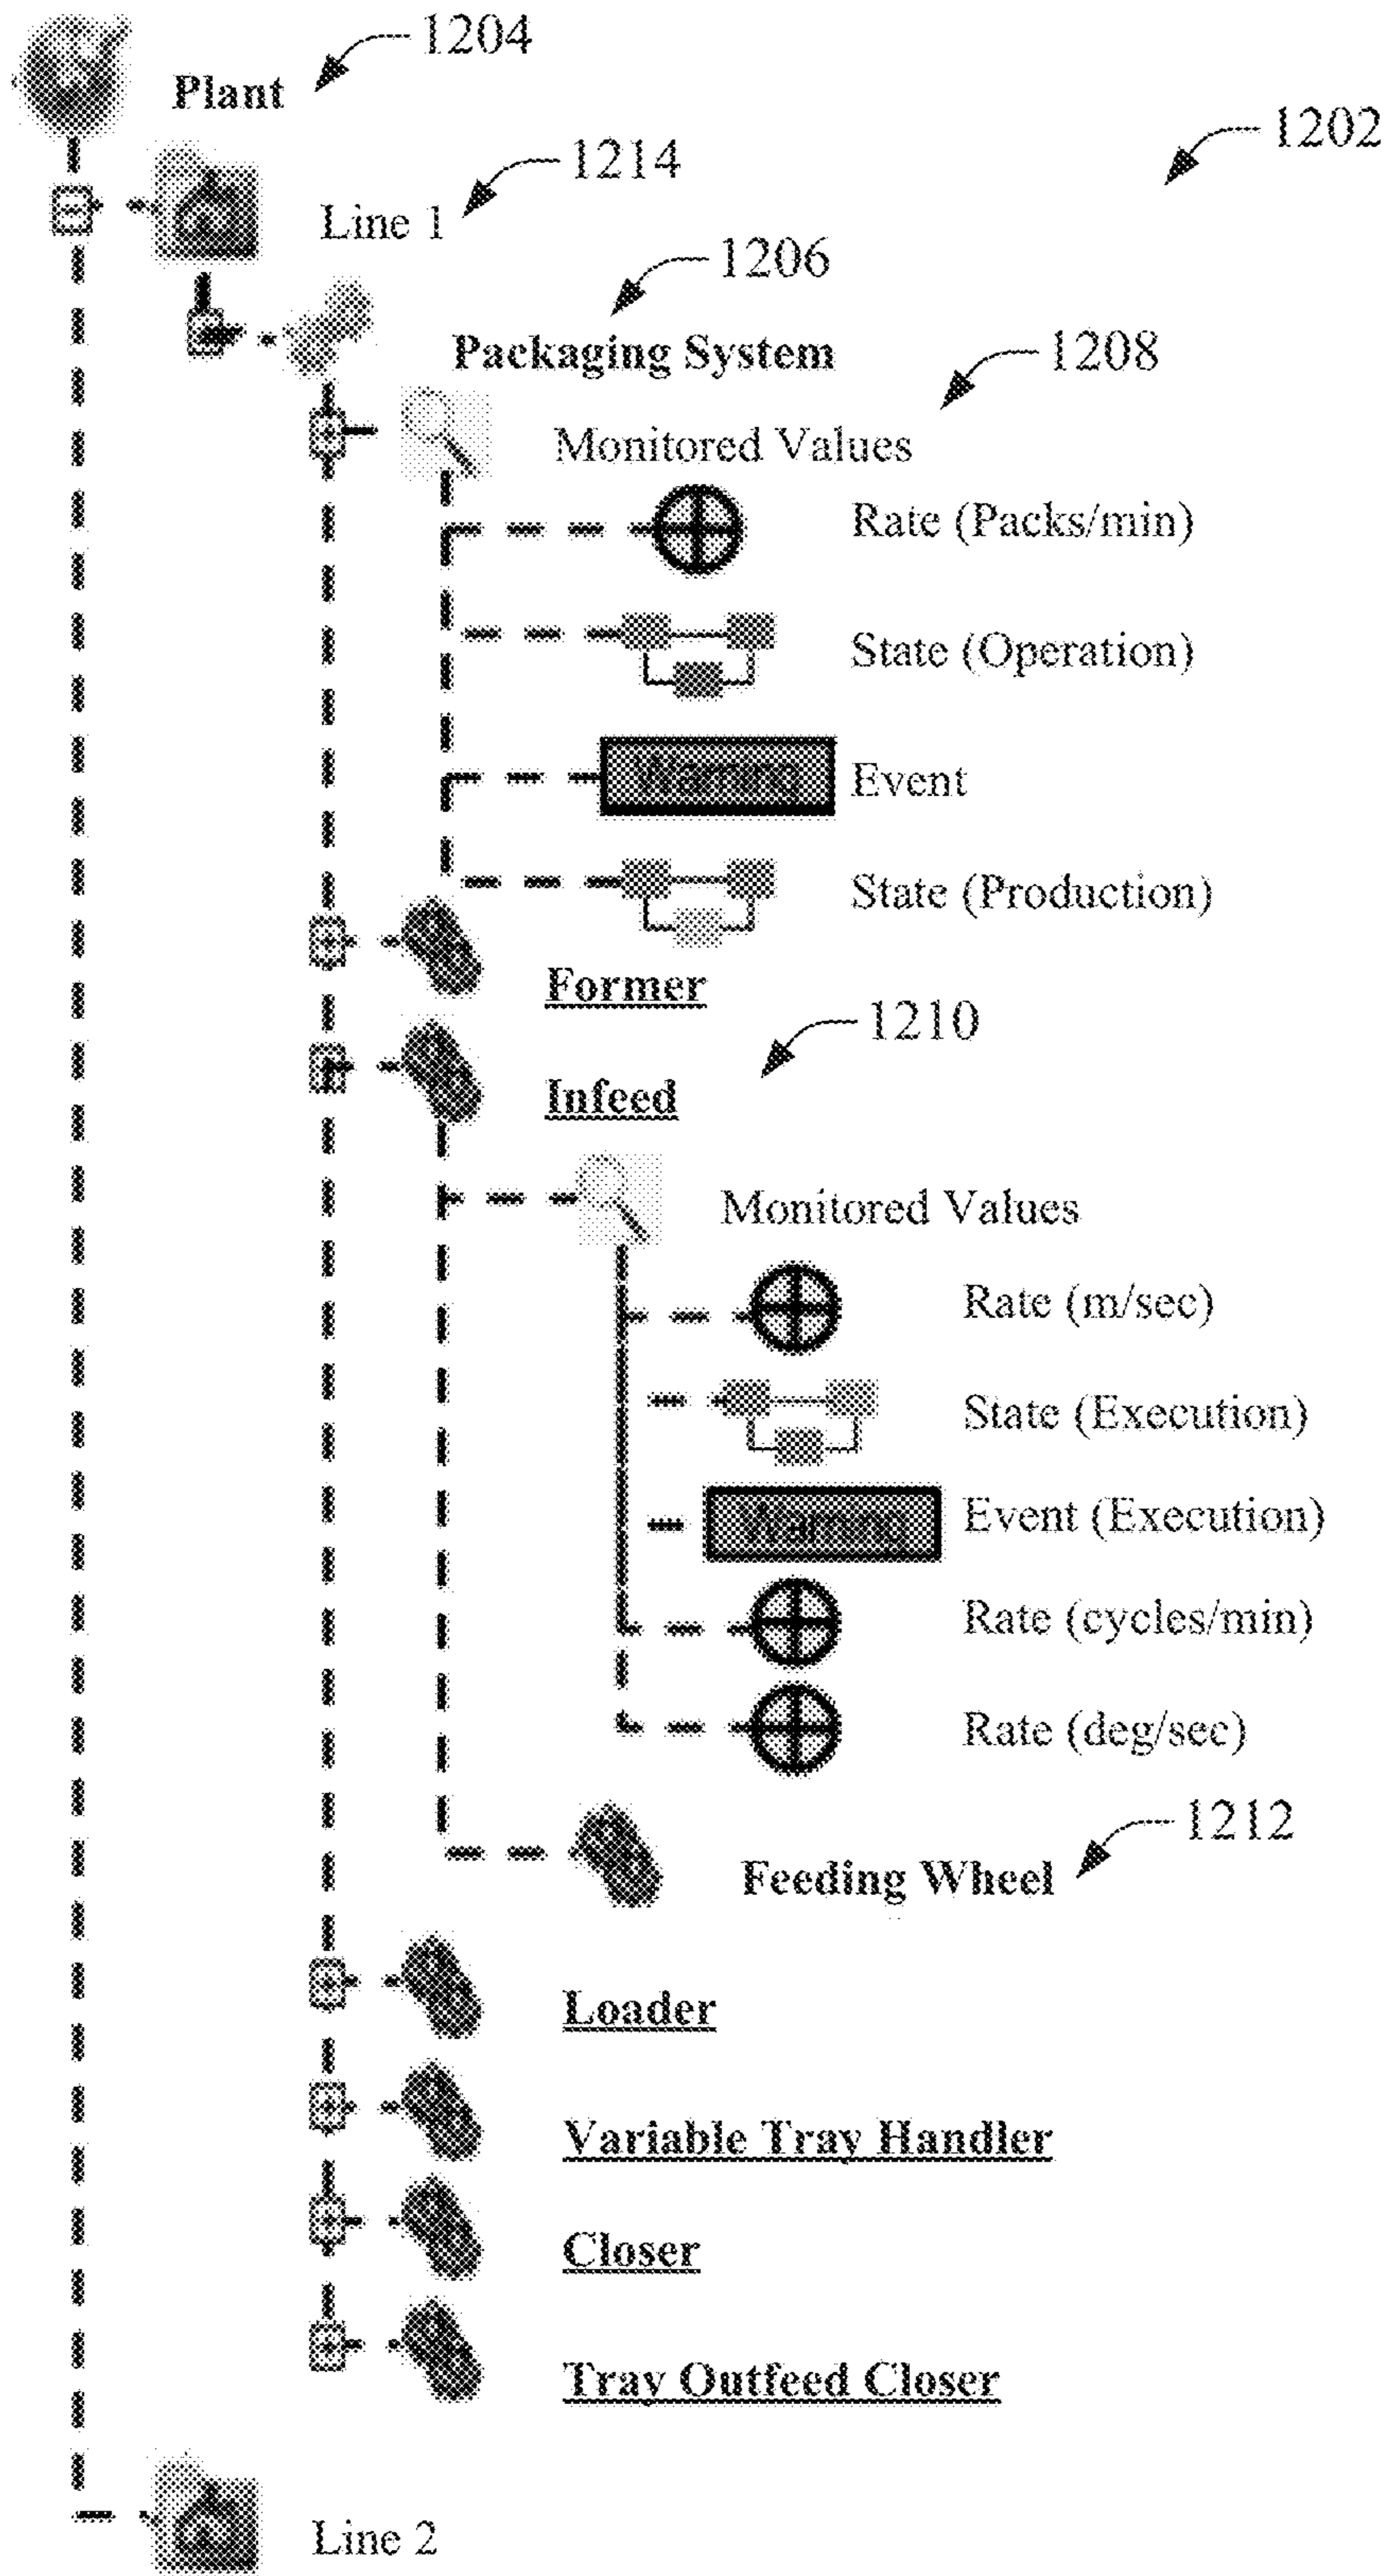 1204
Plant
1202
1214
Line 1
1206
Packaging System
1208
Monitored Values
Rate (Packs/min)
State (Operation)
Warning
Event
State (Production)
Former
1210
Infeed
Monitored Values
Rate (m/sec)
State (Execution)
Warning
Event (Execution)
Rate (cycles/min)
Rate (deg/sec)
1212
Feeding Wheel
Loader
Variable Tray Handler
Closer
Tray Outfeed Closer
Line 2